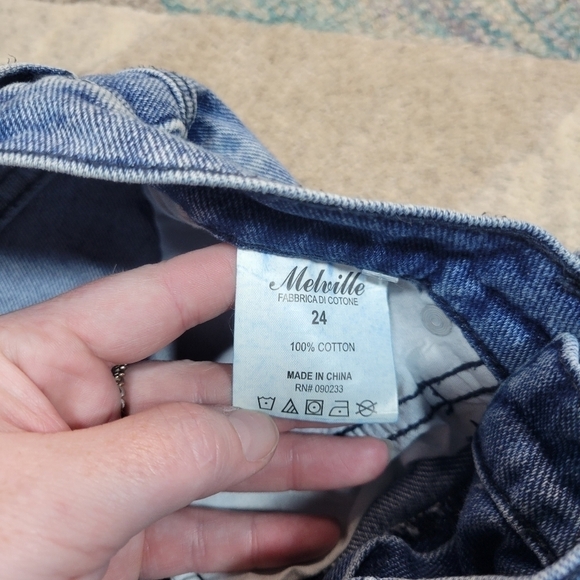 Melville
FABBRICA DI COTONE
24
100% COTTON
MADE IN CHINA
RN# 090233